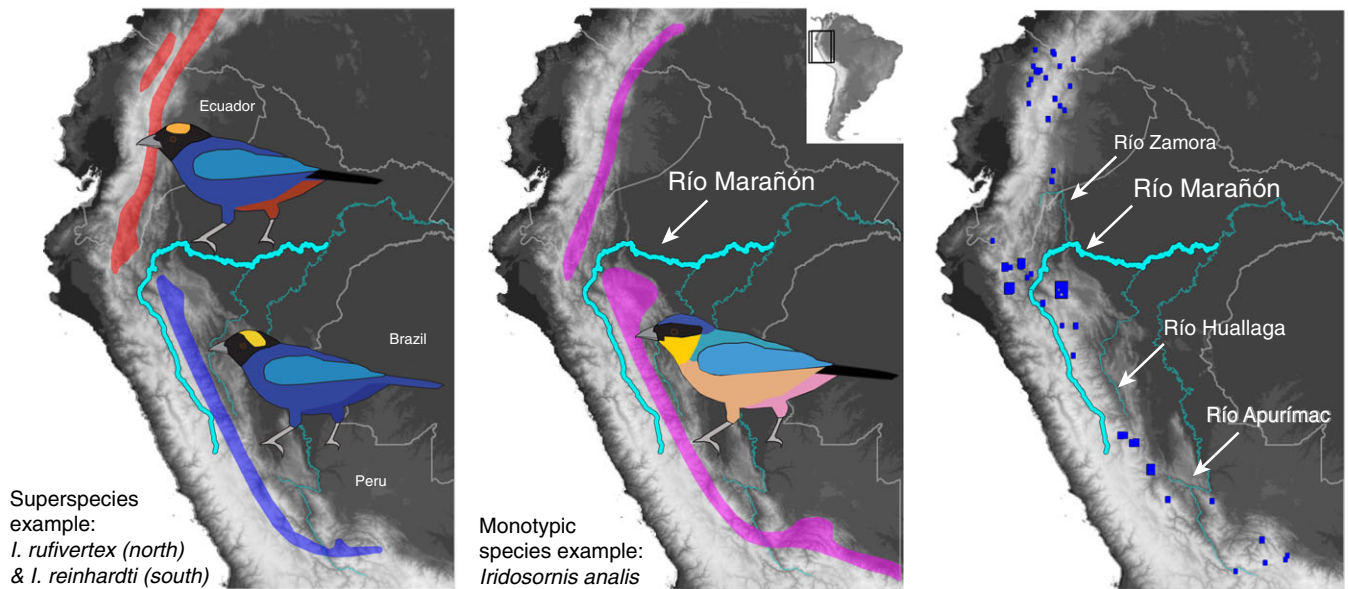 Ecuador
Brazil
Peru
Superspecies
example:
I. rufivertex (north)
& I. reinhardti (south)
Río Marañón
Monotypic
species example:
Iridosornis analis
Río Zamora
Río Marañón
Río Huallaga
Río Apurímac